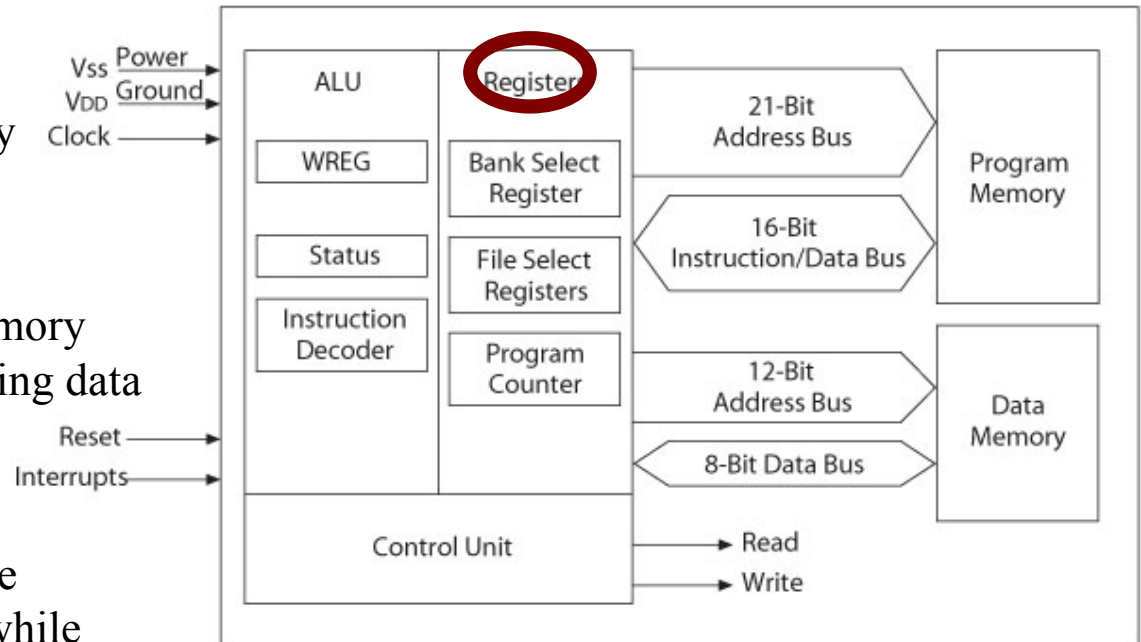 Vss Power
VDD Ground
Clock
y
mory
ing data
Reset
Interrupts
e
while
ALU
WREG
Status
Instruction
Decoder
Registers
Bank Select
Register
File Select
Registers
Program
Counter
Control Unit
21-Bit
Address Bus
16-Bit
Instruction/Data Bus
12-Bit
Address Bus
8-Bit Data Bus
Read
Write
Program
Memory
Data
Memory